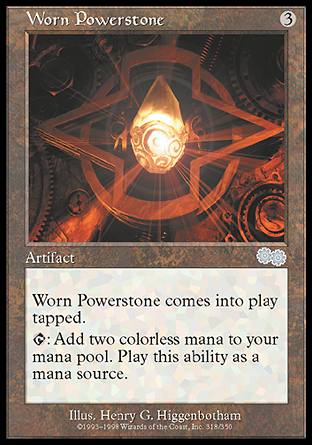 Worn Powerstone 3
Artifact
Worn Powerstone comes into play
tapped.
: Add two colorless mana to your
mana pool. Play this ability as a
mana source.
Illus. Henry G. Higgenbotham
©1993–1998 Wizards of the Coast, Inc. 318/350